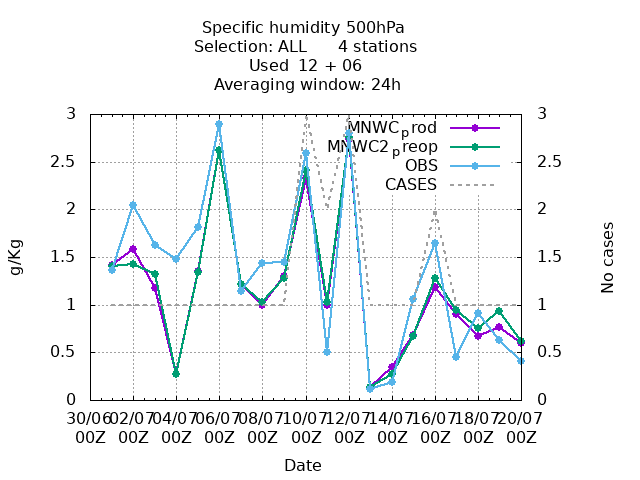 Specific humidity 500hPa
Selection: ALL 4 stations
Used 12 + 06
Averaging window: 24h
MNWCprod
MNWC2preop
OBS
CASES
3
2.5
2
1.5
1
0.5
0
3
2.5
2
1.5
1
0.5
0
g/Kg
No cases
30/06 02/07 04/07 06/07 08/07 10/07 12/07 14/07 16/07 18/07 20/07
00Z 00Z 00Z 00Z 00Z 00Z 00Z 00Z 00Z 00Z 00Z
Date